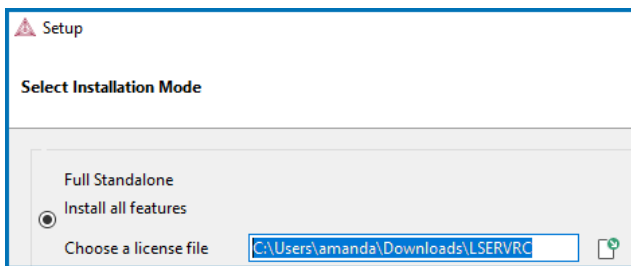 Setup
Select Installation Mode
Full Standalone
Install all features
Choose a license file C:\Users\amanda\Downloads\LSERVRC